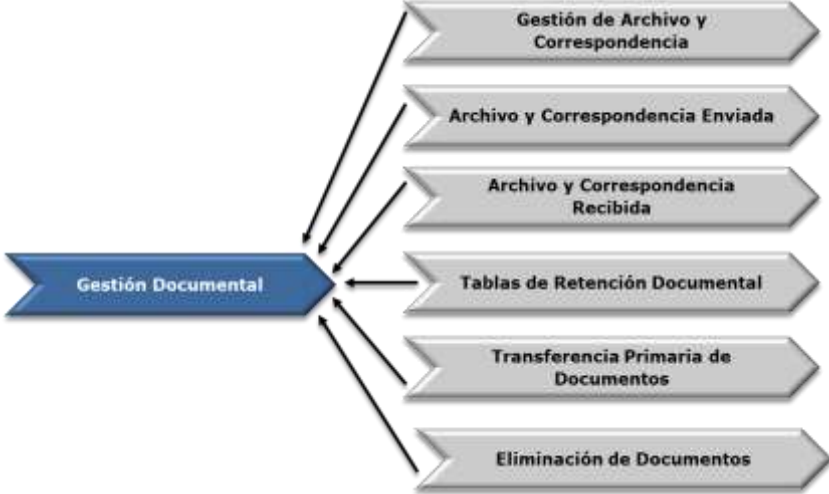 Gestión de Archivo y
Correspondencia
Archivo y Correspondencia Enviada
Archivo y Correspondencia
Recibida
Gestión Documental
Tablas de Retención Documental
Transferencia Primaria de
Documentos
Eliminación de Documentos